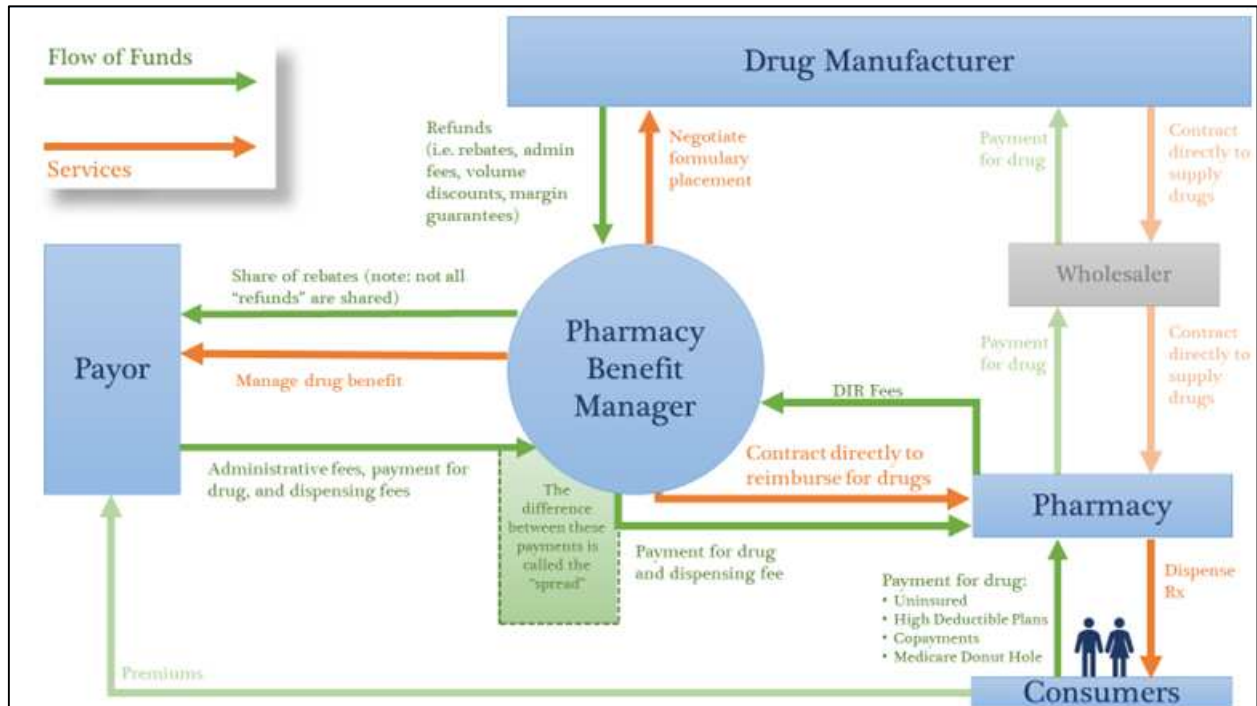 Flow of Funds
Services
Drug Manufacturer
Refunds
(i.e. rebates, admin
fees, volume
discounts, margin
guarantees)
Negotiate
formulary
placement
Payment
for drug
Contract
directly to
supply
drugs
Wholesaler
Payor
Share of rebates (note: not all
"refunds" are shared)
Manage drug benefit
Administrative fees, payment for
drug, and dispensing fees
Pharmacy
Benefit
Manager
The
difference
between these
payments is
called the
"spread"
DIR Fees
Contract directly to
reimburse for drugs
Payment for drug
and dispensing fee
Payment
for drug
Contract
directly to
supply
drugs
Pharmacy
Payment for drug:
• Uninsured
• High Deductible Plans
• Copayments
• Medicare Donut Hole
Dispense
Rx
Premiums
Consumers